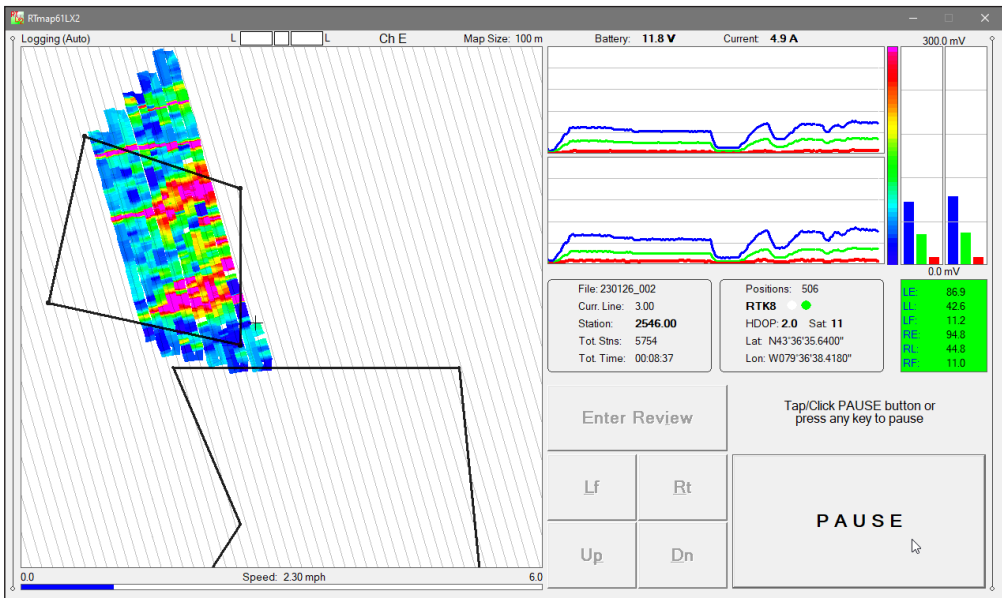 RTmap61LX2
Logging (Auto) L L Ch E Map Size: 100 m
Battery: 11.8 V Current: 4.9 A
300.0 mV
0.0 mV
File: 230126_002
Curr. Line: 3.00
Station: 2546.00
Tot. Stns: 5754
Tot. Time: 00:08:37
Positions: 506
RTK8
HDOP: 2.0 Sat: 11
Lat: N43°36'35.6400"
Lon: W079°36'38.4180"
LE: 86.9
LL: 42.6
LF: 11.2
RE: 94.8
RL: 44.8
RF: 11.0
Enter Review
Tap/Click PAUSE button or
press any key to pause
Lf Rt
PAUSE
Up Dn
0.0 Speed: 2.30 mph 6.0